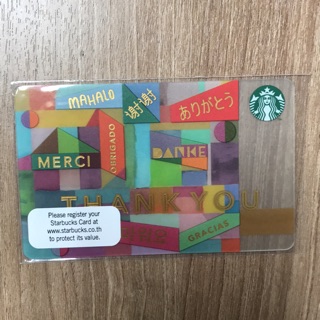 MAHALO
谢谢
ありがとう
OBRIGADO
MERCI
DANKE
THANK YOU
GRACIAS
Please register your
Starbucks Card at
www.starbucks.co.th
to protect its value.